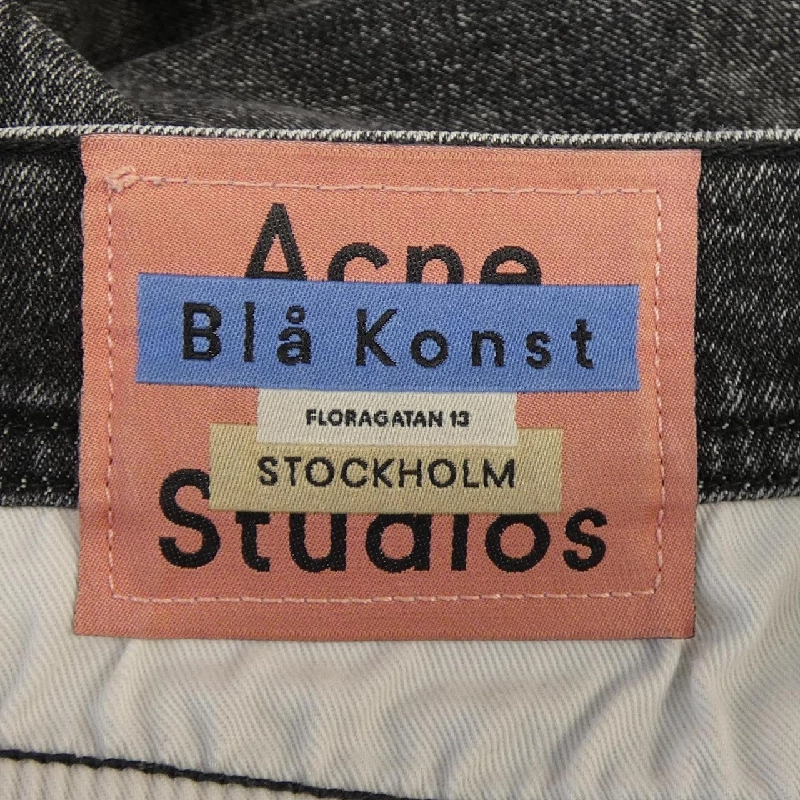 Acne
Blå Konst
FLORAGATAN 13
STOCKHOLM
Studios